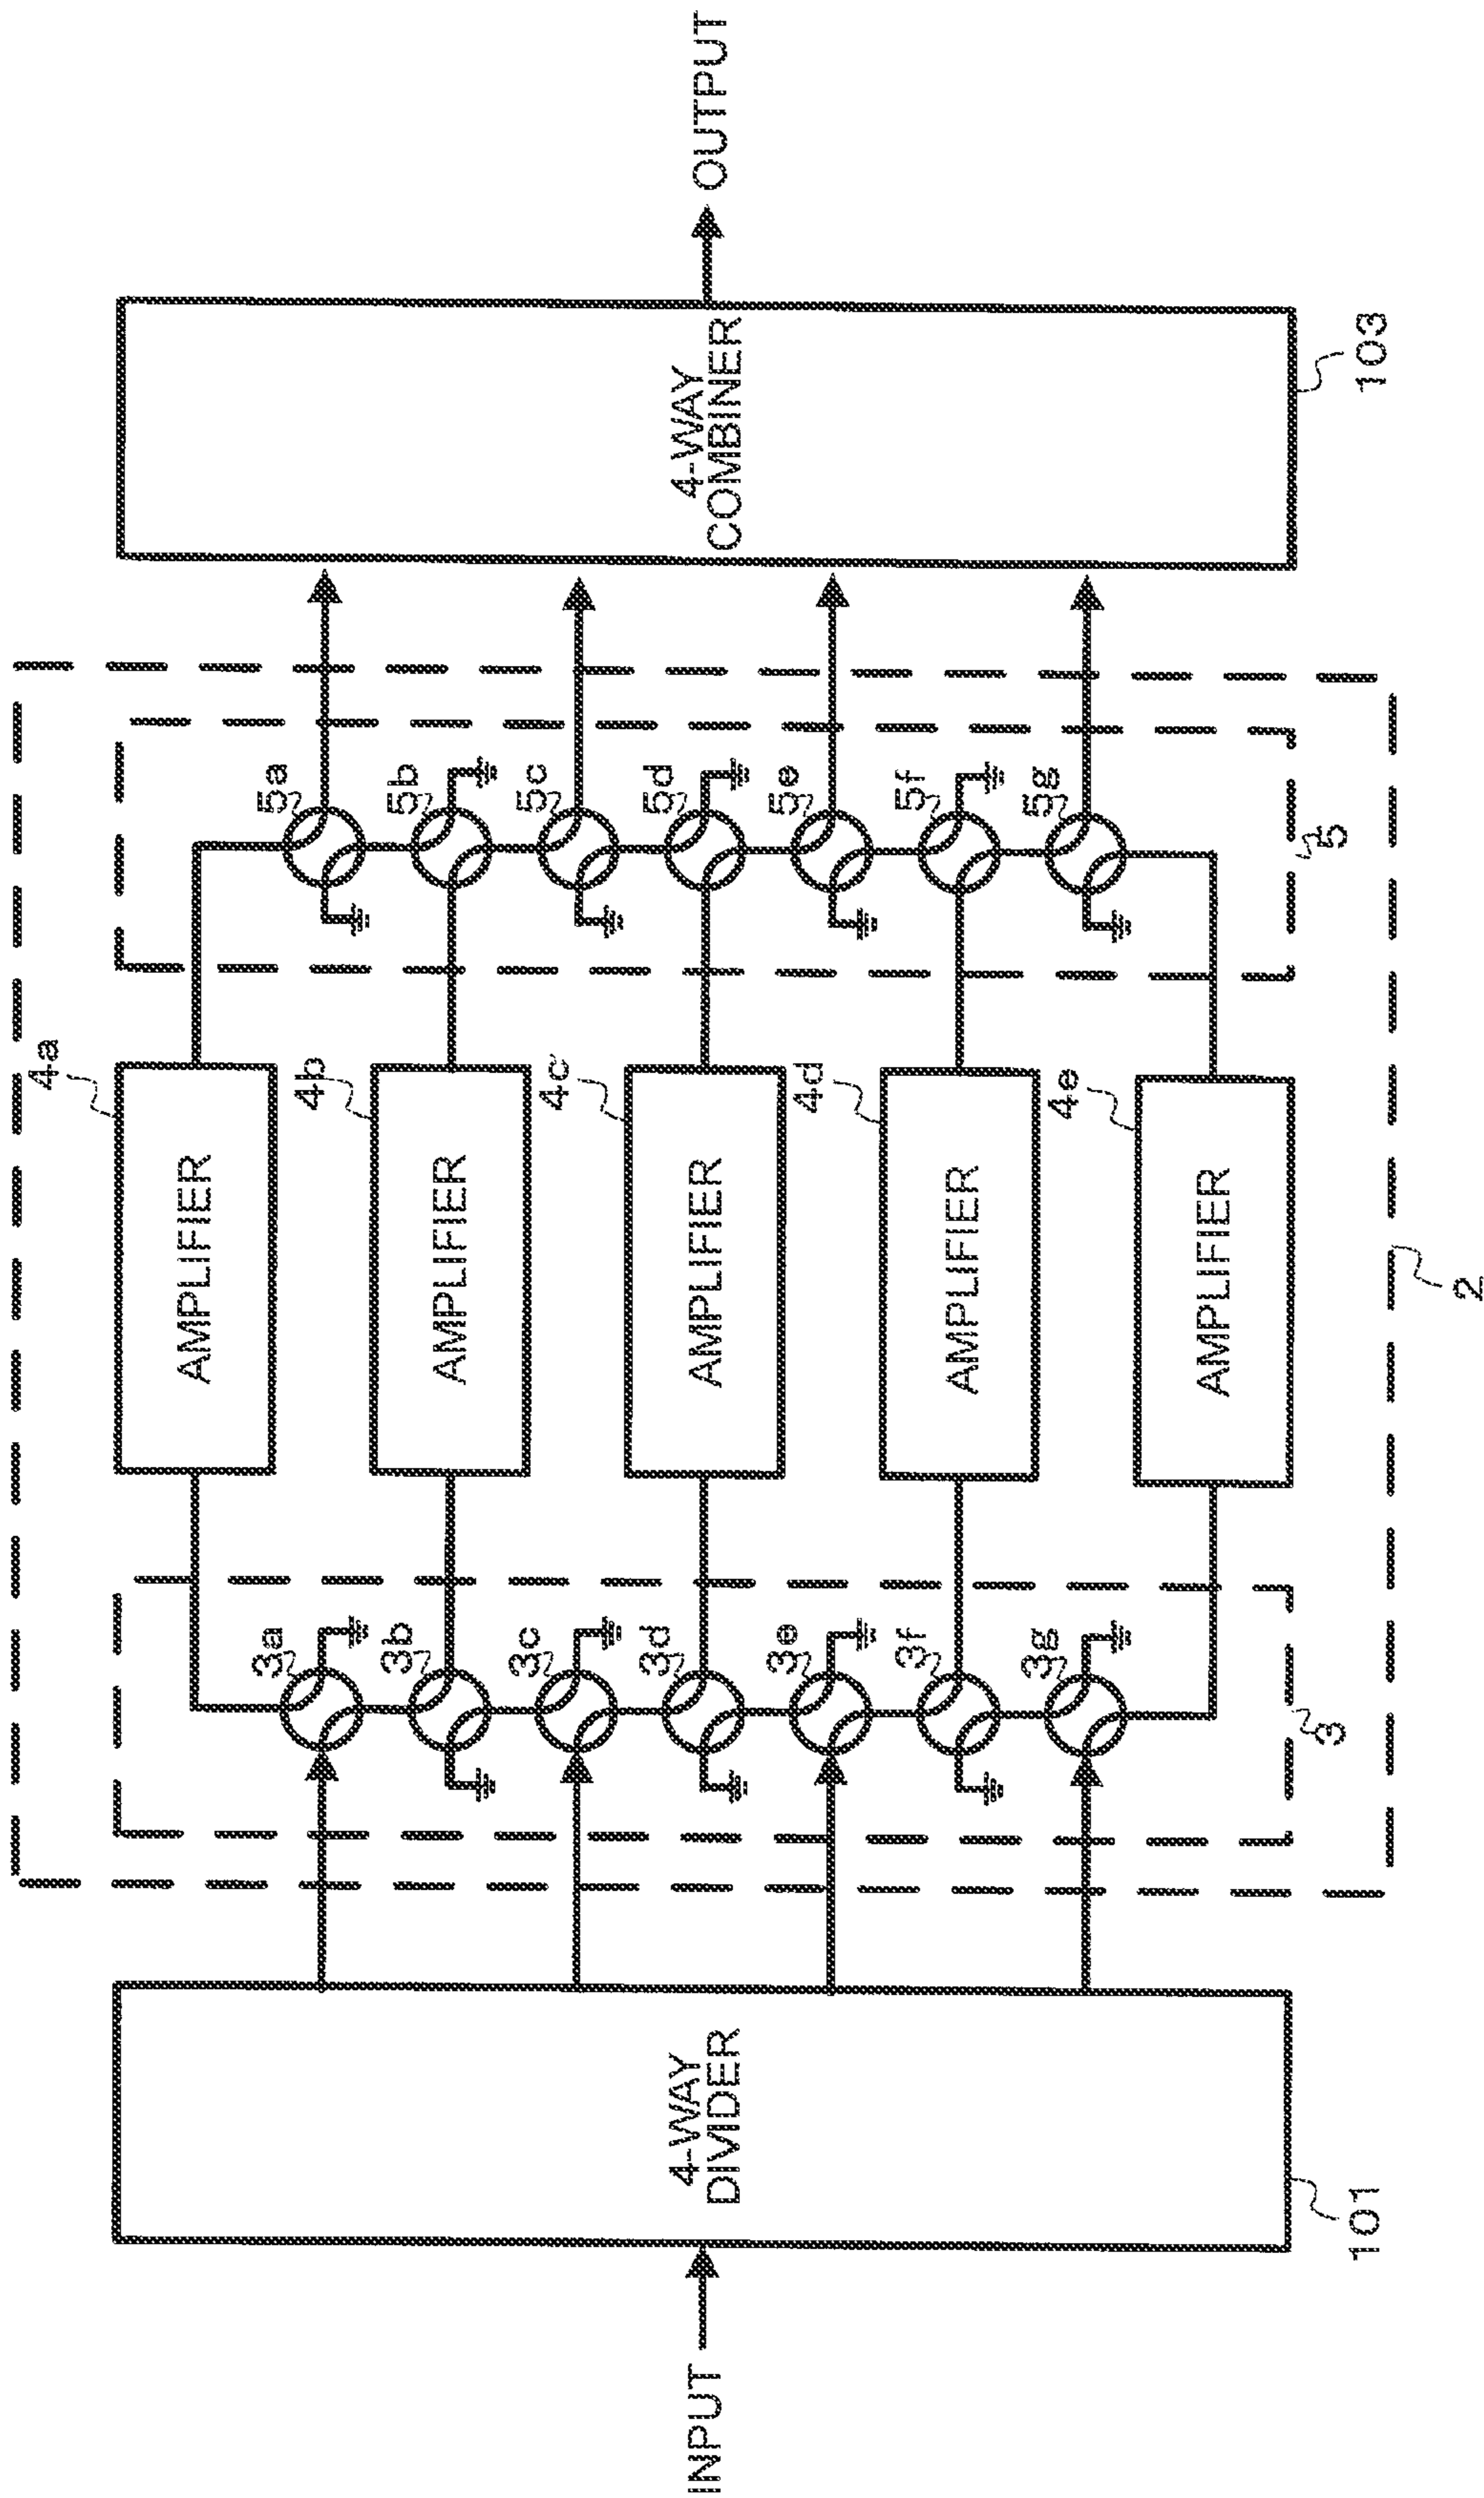 INPUT
4-WAY
DIVIDER
101
3a
3b
3c
3d
3e
3f
3g
3
4a
AMPLIFIER
4b
AMPLIFIER
4c
AMPLIFIER
4d
AMPLIFIER
4e
AMPLIFIER
2
5a
5b
5c
5d
5e
5f
5g
5
4-WAY
COMBINER
103
OUTPUT